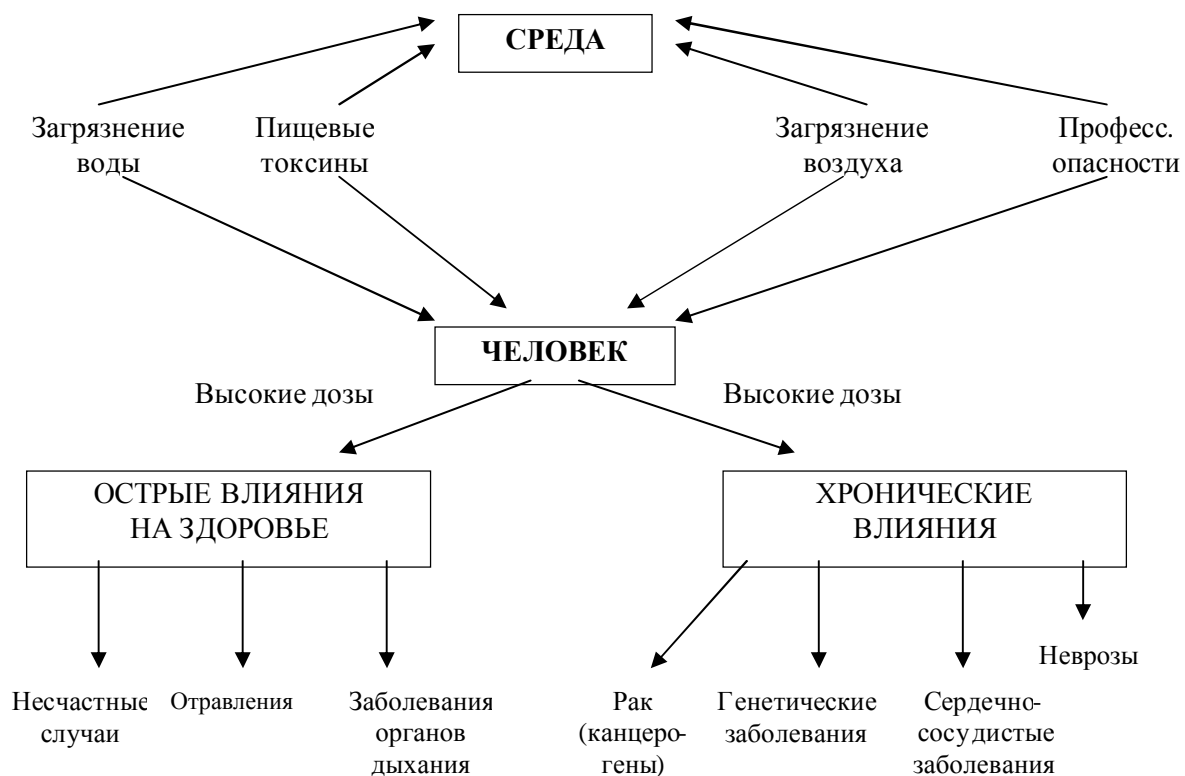 СРЕДА
Загрязнение
воды
Пищевые
токсины
Загрязнение
воздуха
Професс.
опасности
ЧЕЛОВЕК
Высокие дозы
Высокие дозы
ОСТРЫЕ ВЛИЯНИЯ
НА ЗДОРОВЬЕ
ХРОНИЧЕСКИЕ
ВЛИЯНИЯ
Несчастные
случаи
Отравления
Заболевания
органов
дыхания
Рак
(канцеро-
гены)
Генетические
заболевания
Сердечно-
сосудистые
заболевания
Неврозы